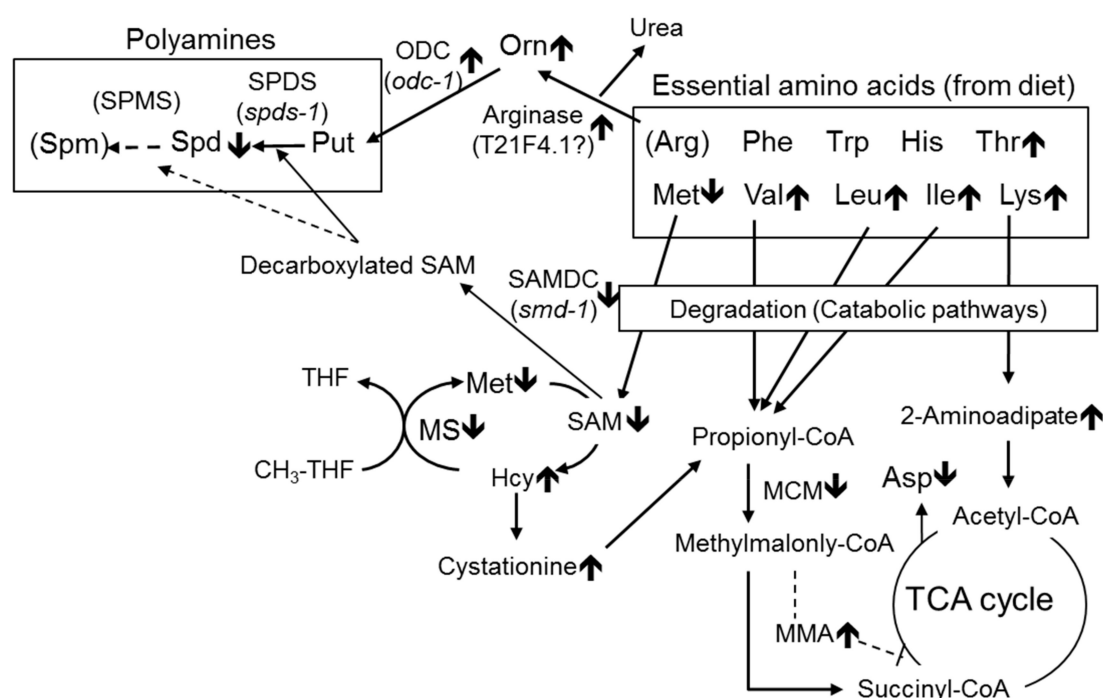 Polyamines
ODC
(odc-1)
Orn
Urea
(SPMS)
SPDS
(spds-1)
(Spm) Spd Put
Arginase
(T21F4.1?)
Essential amino acids (from diet)
(Arg) Phe Trp His Thr
Met Val Leu Ile Lys
Decarboxylated SAM
SAMDC
(smd-1)
Degradation (Catabolic pathways)
THF
Met
MS
SAM
CH3-THF
Hcy
Cystationine
Propionyl-CoA
MCM
Methylmalonly-CoA
MMA
2-Aminoadipate
Asp
Acetyl-CoA
TCA cycle
Succinyl-CoA